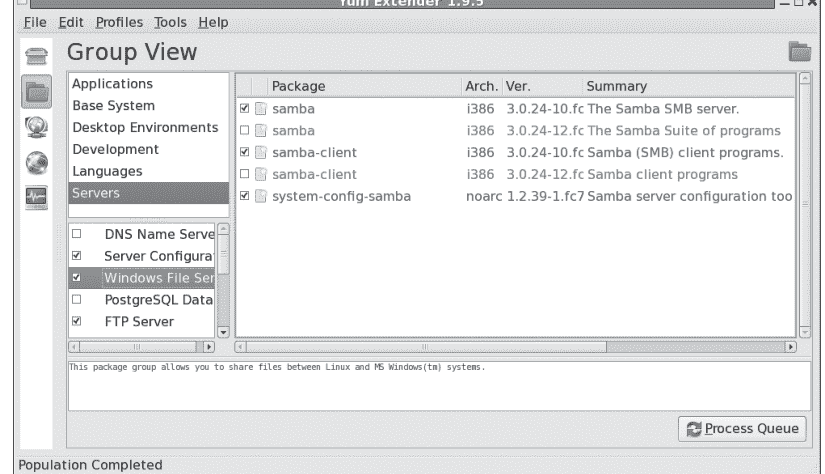 Yum Extender 1.9.5
File Edit Profiles Tools Help
Group View
Applications
Base System
Desktop Environments
Development
Languages
Servers
DNS Name Serve
Server Configura
Windows File Ser
PostgreSQL Data
FTP Server
Package Arch. Ver. Summary
samba i386 3.0.24-10.fc The Samba SMB server.
samba i386 3.0.24-12.fc The Samba Suite of programs
samba-client i386 3.0.24-10.fc Samba (SMB) client programs.
samba-client i386 3.0.24-12.fc Samba client programs
system-config-samba noarc 1.2.39-1.fc7 Samba server configuration too
This package group allows you to share files between Linux and MS Windows(tm) systems.
Process Queue
Population Completed